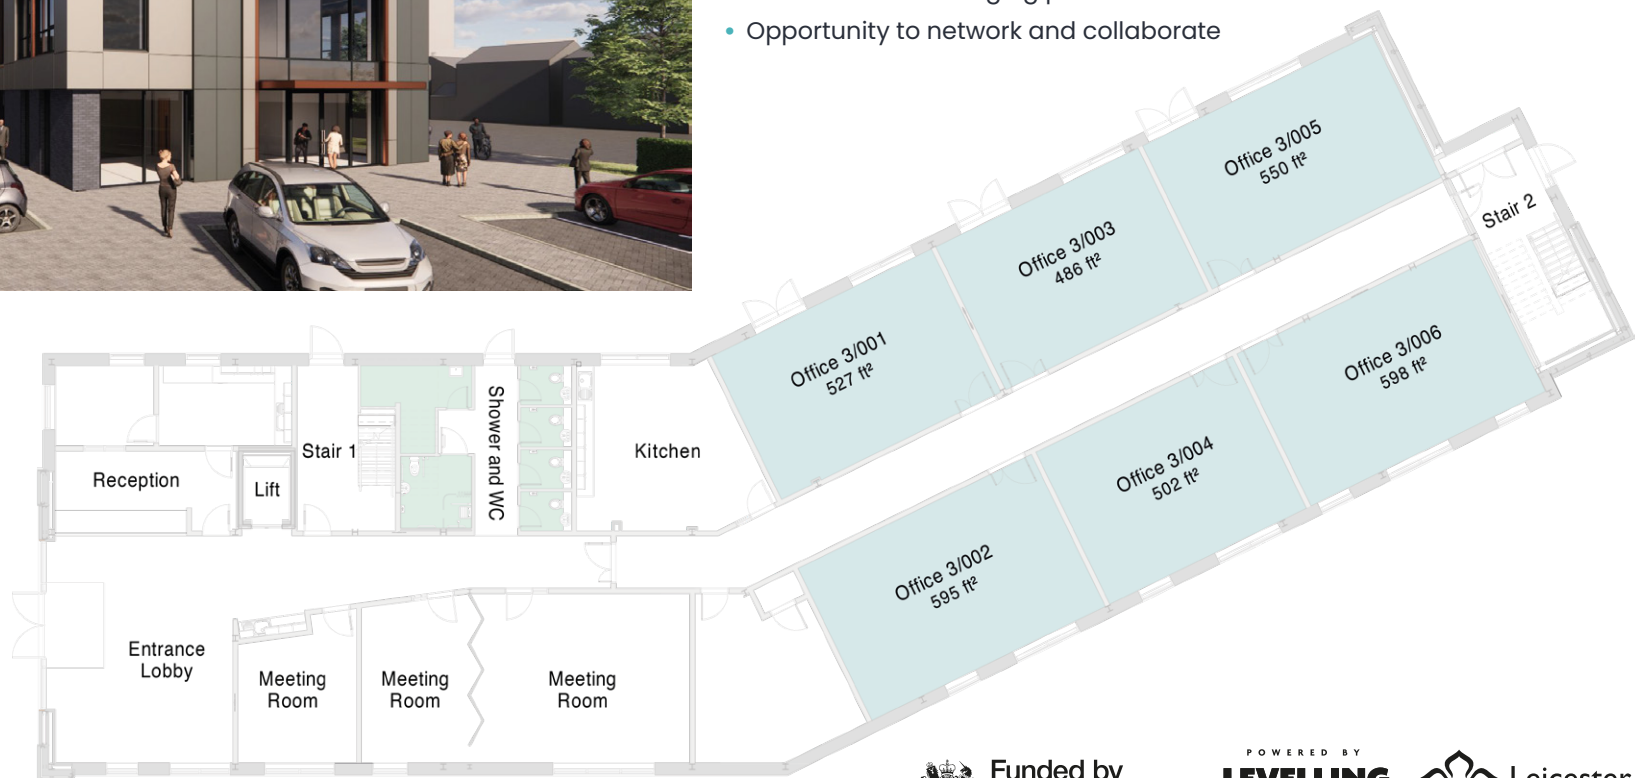 • Opportunity to network and collaborate
Office 3/005
550 ft²
Office 3/003
486 ft²
Stair 2
Office 3/001
527 ft²
Office 3/006
598 ft²
Office 3/004
502 ft²
Office 3/002
595 ft²
Kitchen
Shower and WC
Stair 1
Reception
Lift
Entrance
Lobby
Meeting
Room
Meeting
Room
Meeting
Room
Funded by
POWERED BY
LEVELLING
Leicester